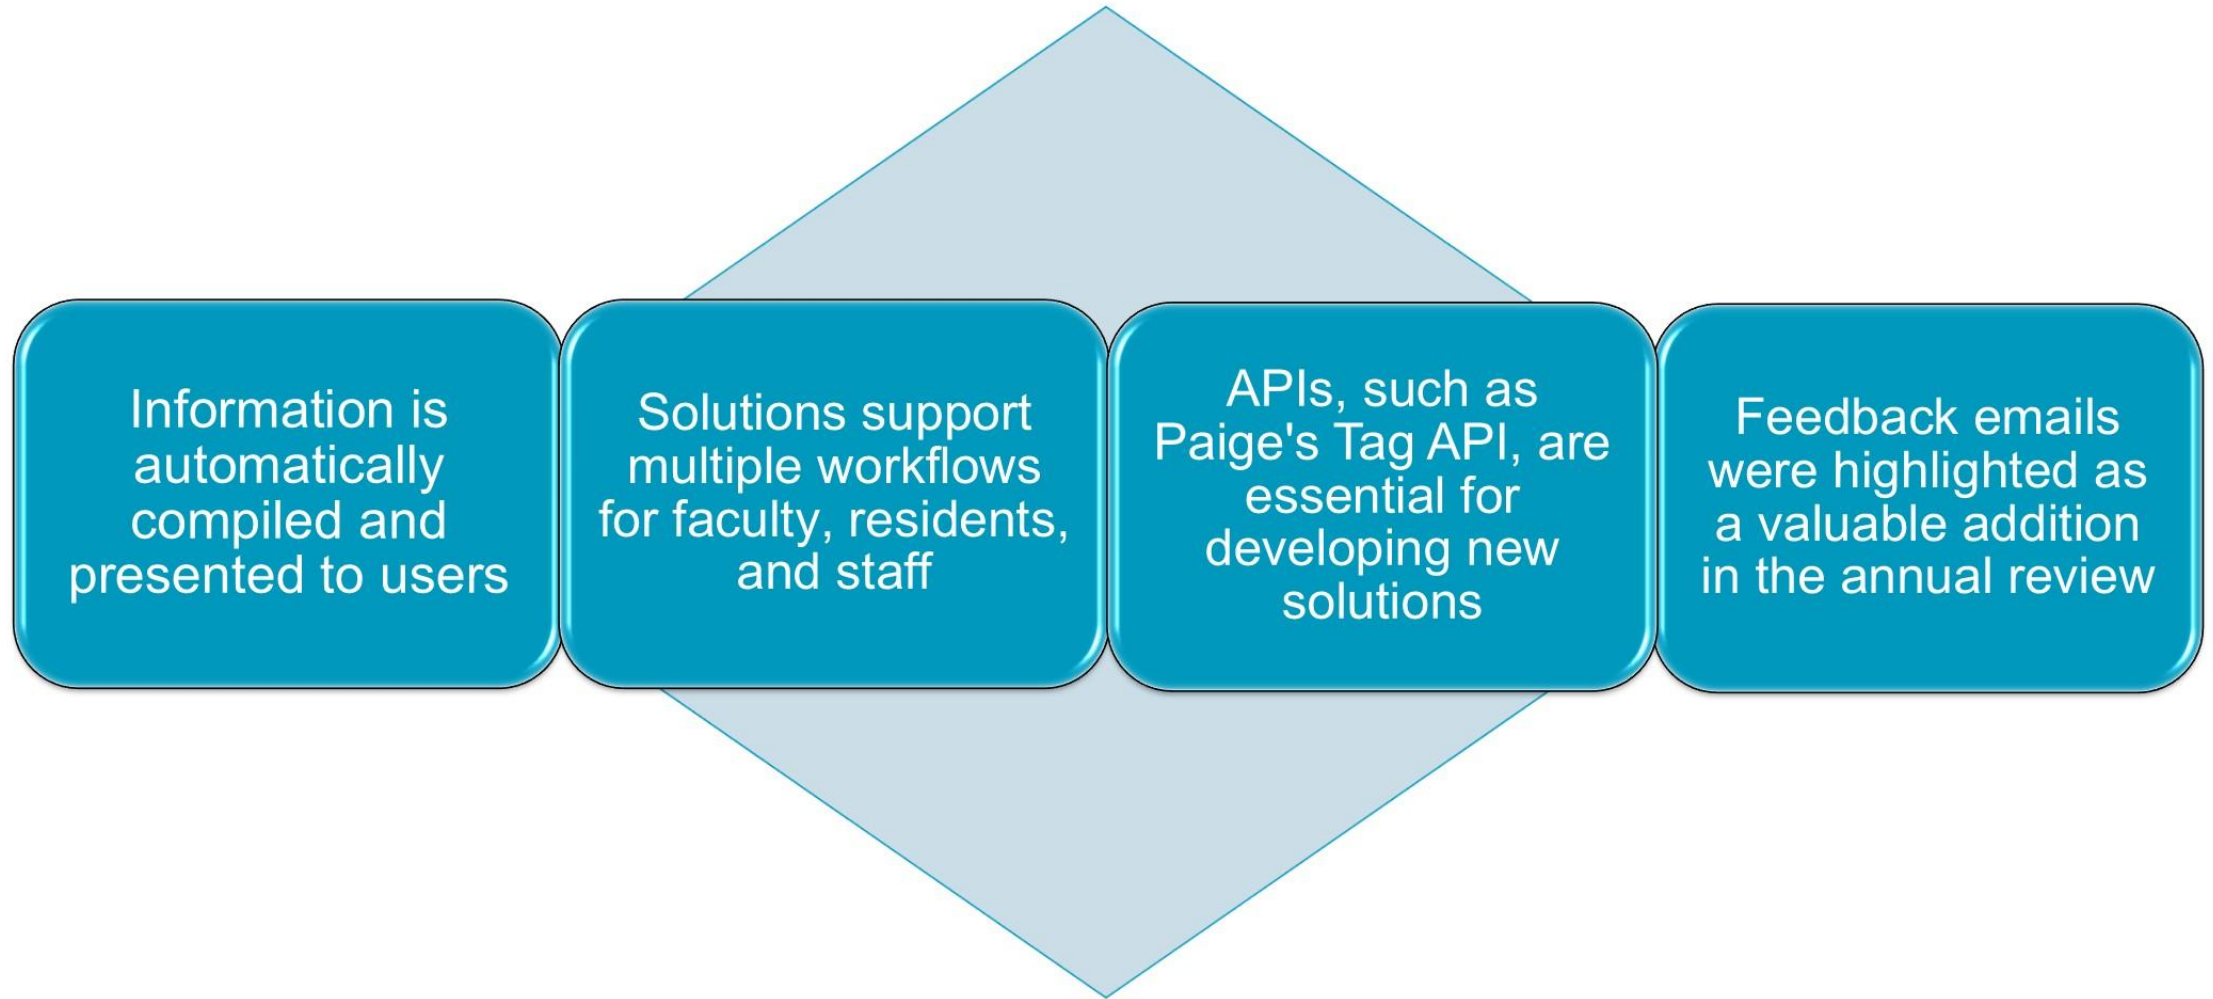 Information is
automatically
compiled and
presented to users
Solutions support
multiple workflows
for faculty, residents,
and staff
APIs, such as
Paige's Tag API, are
essential for
developing new
solutions
Feedback emails
were highlighted as
a valuable addition
in the annual review